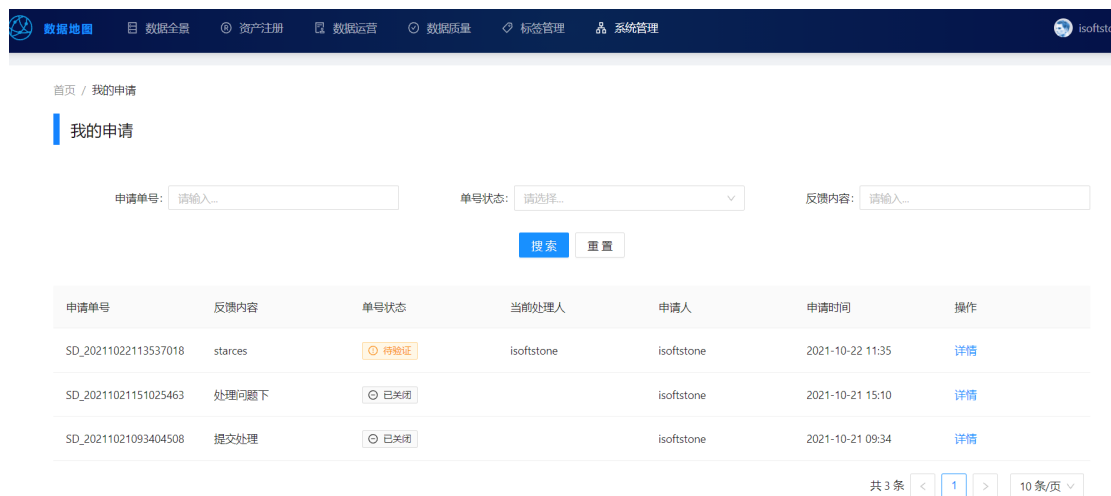 数据地图 数据全景 资产注册 数据运营 数据质量 标签管理 系统管理 isoftsto
首页 / 我的申请
我的申请
申请单号: 请输入... 单号状态: 请选择... 反馈内容: 请输入...
搜索 重置
申请单号 反馈内容 单号状态 当前处理人 申请人 申请时间 操作
SD_20211022113537018 starces 待验证 isoftstone isoftstone 2021-10-22 11:35 详情
SD_20211021151025463 处理问题下 已关闭 isoftstone 2021-10-21 15:10 详情
SD_20211021093404508 提交处理 已关闭 isoftstone 2021-10-21 09:34 详情
共 3 条 < 1 > 10 条/页